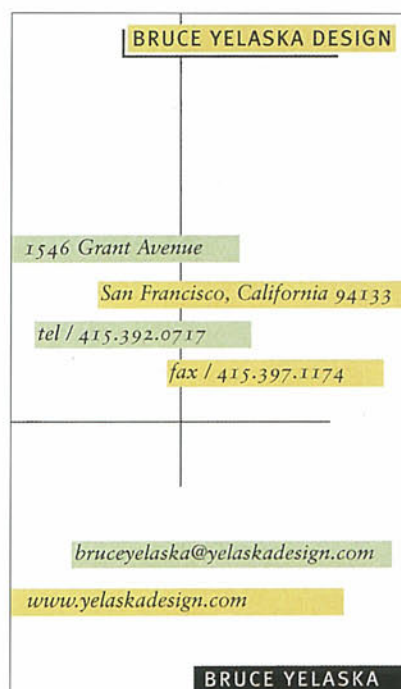 BRUCE YELASKA DESIGN
1546 Grant Avenue
San Francisco, California 94133
tel / 415.392.0717
fax / 415.397.1174
bruceyelaska@yelaskadesign.com
www.yelaskadesign.com
BRUCE YELASKA